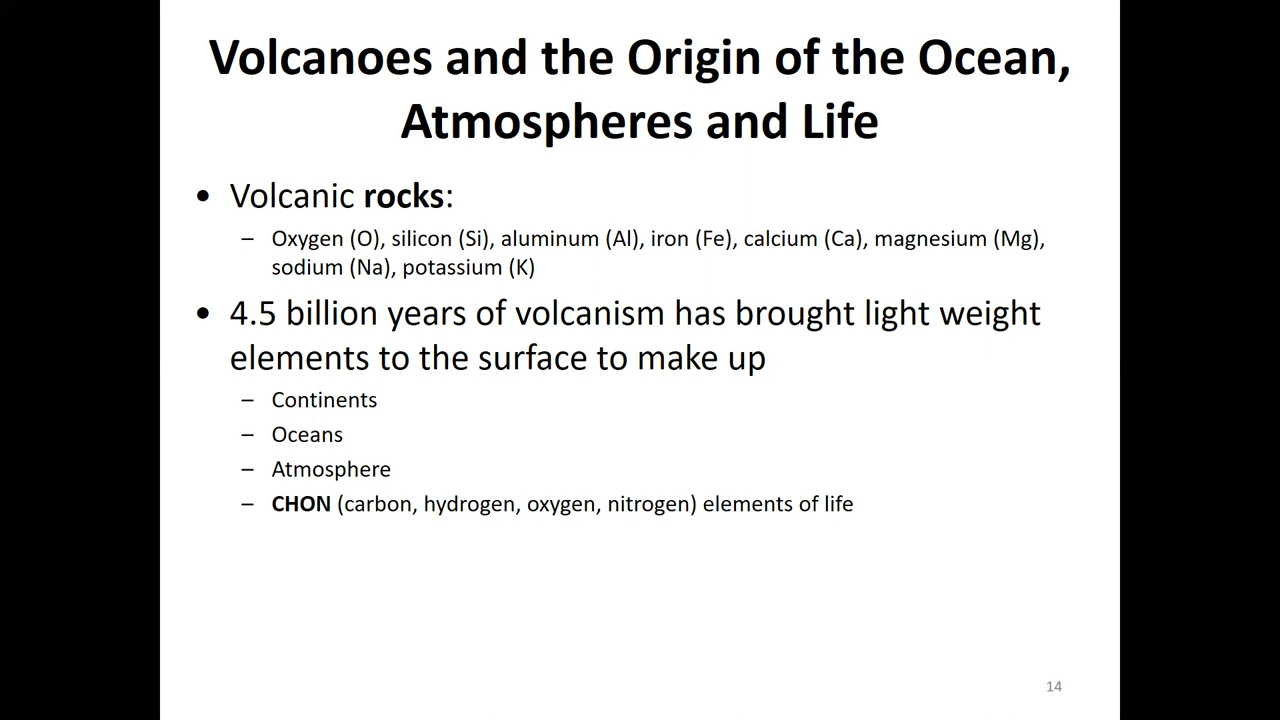 Volcanoes and the Origin of the Ocean,
Atmospheres and Life
• Volcanic rocks:
– Oxygen (O), silicon (Si), aluminum (Al), iron (Fe), calcium (Ca), magnesium (Mg),
sodium (Na), potassium (K)
• 4.5 billion years of volcanism has brought light weight
elements to the surface to make up
– Continents
– Oceans
– Atmosphere
– CHON (carbon, hydrogen, oxygen, nitrogen) elements of life
14